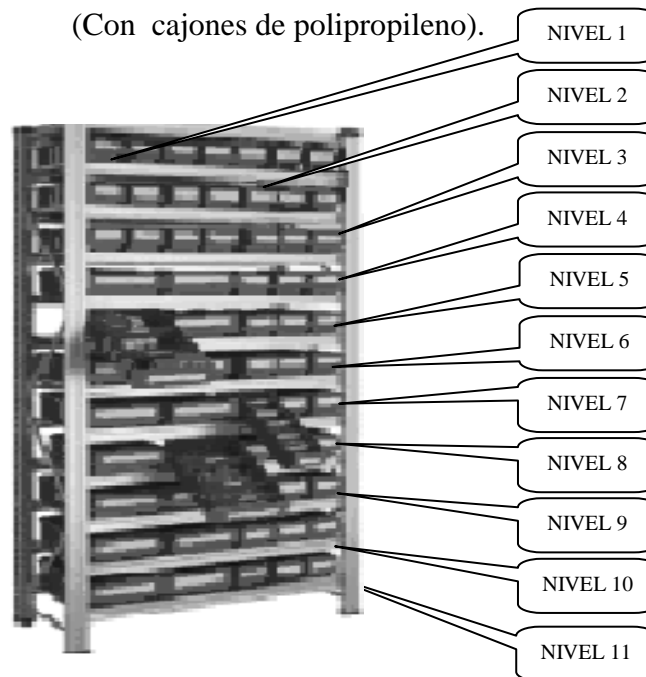 (Con cajones de polipropileno).
NIVEL 1
NIVEL 2
NIVEL 3
NIVEL 4
NIVEL 5
NIVEL 6
NIVEL 7
NIVEL 8
NIVEL 9
NIVEL 10
NIVEL 11